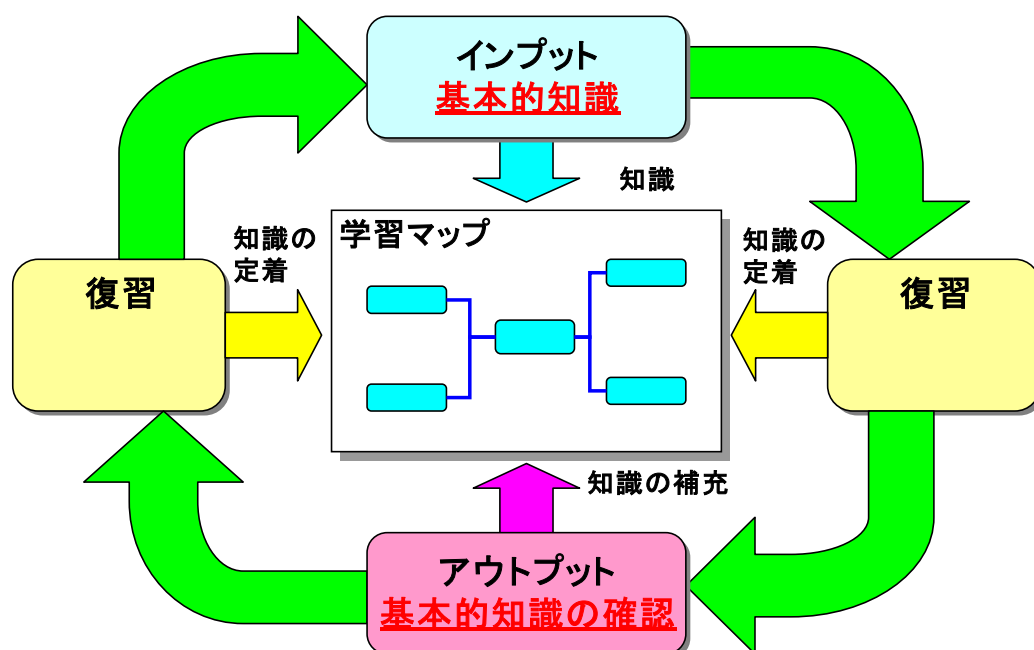 インプット
基本的知識
知識
学習マップ
知識の
定着
知識の
定着
復習
復習
知識の補充
アウトプット
基本的知識の確認